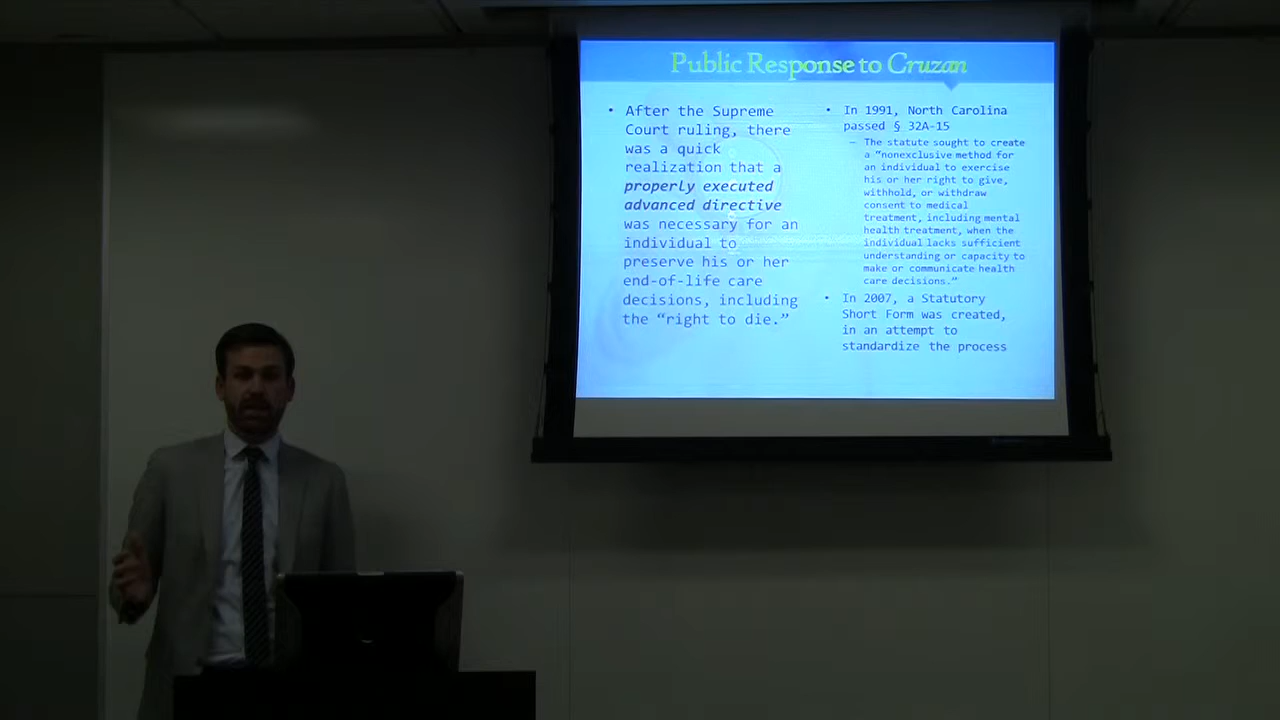 Public Response to Cruzan
• After the Supreme
Court ruling, there
was a quick
realization that a
properly executed
advanced directive
was necessary for an
individual to
preserve his or her
end-of-life care
decisions, including
the “right to die.”
• In 1991, North Carolina
passed § 32A-15
– The statute sought to create
a “nonexclusive method for
an individual to exercise
his or her right to give,
withhold, or withdraw
consent to medical
treatment, including mental
health treatment, when the
individual lacks sufficient
understanding or capacity to
make or communicate health
care decisions.”
• In 2007, a Statutory
Short Form was created,
in an attempt to
standardize the process